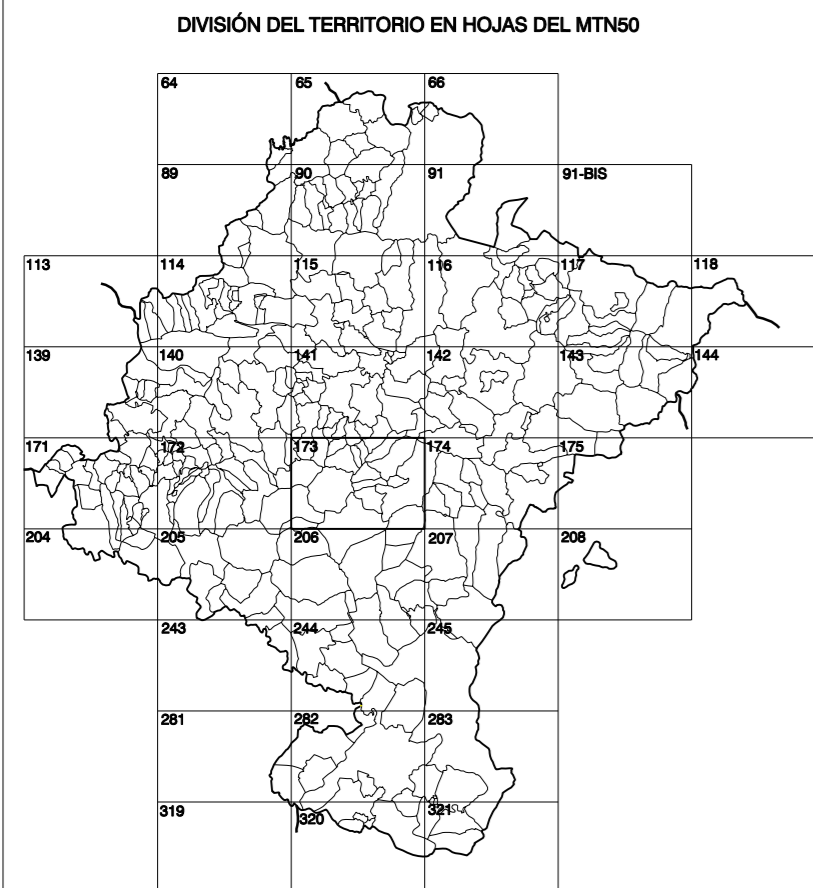 DIVISIÓN DEL TERRITORIO EN HOJAS DEL MTN50
64 65 66
89 90 91 91-BIS
113 114 115 116 117 118
139 140 141 142 143 144
171 172 173 174 175
204 205 206 207 208
243 244 245
281 282 283
319 320 321